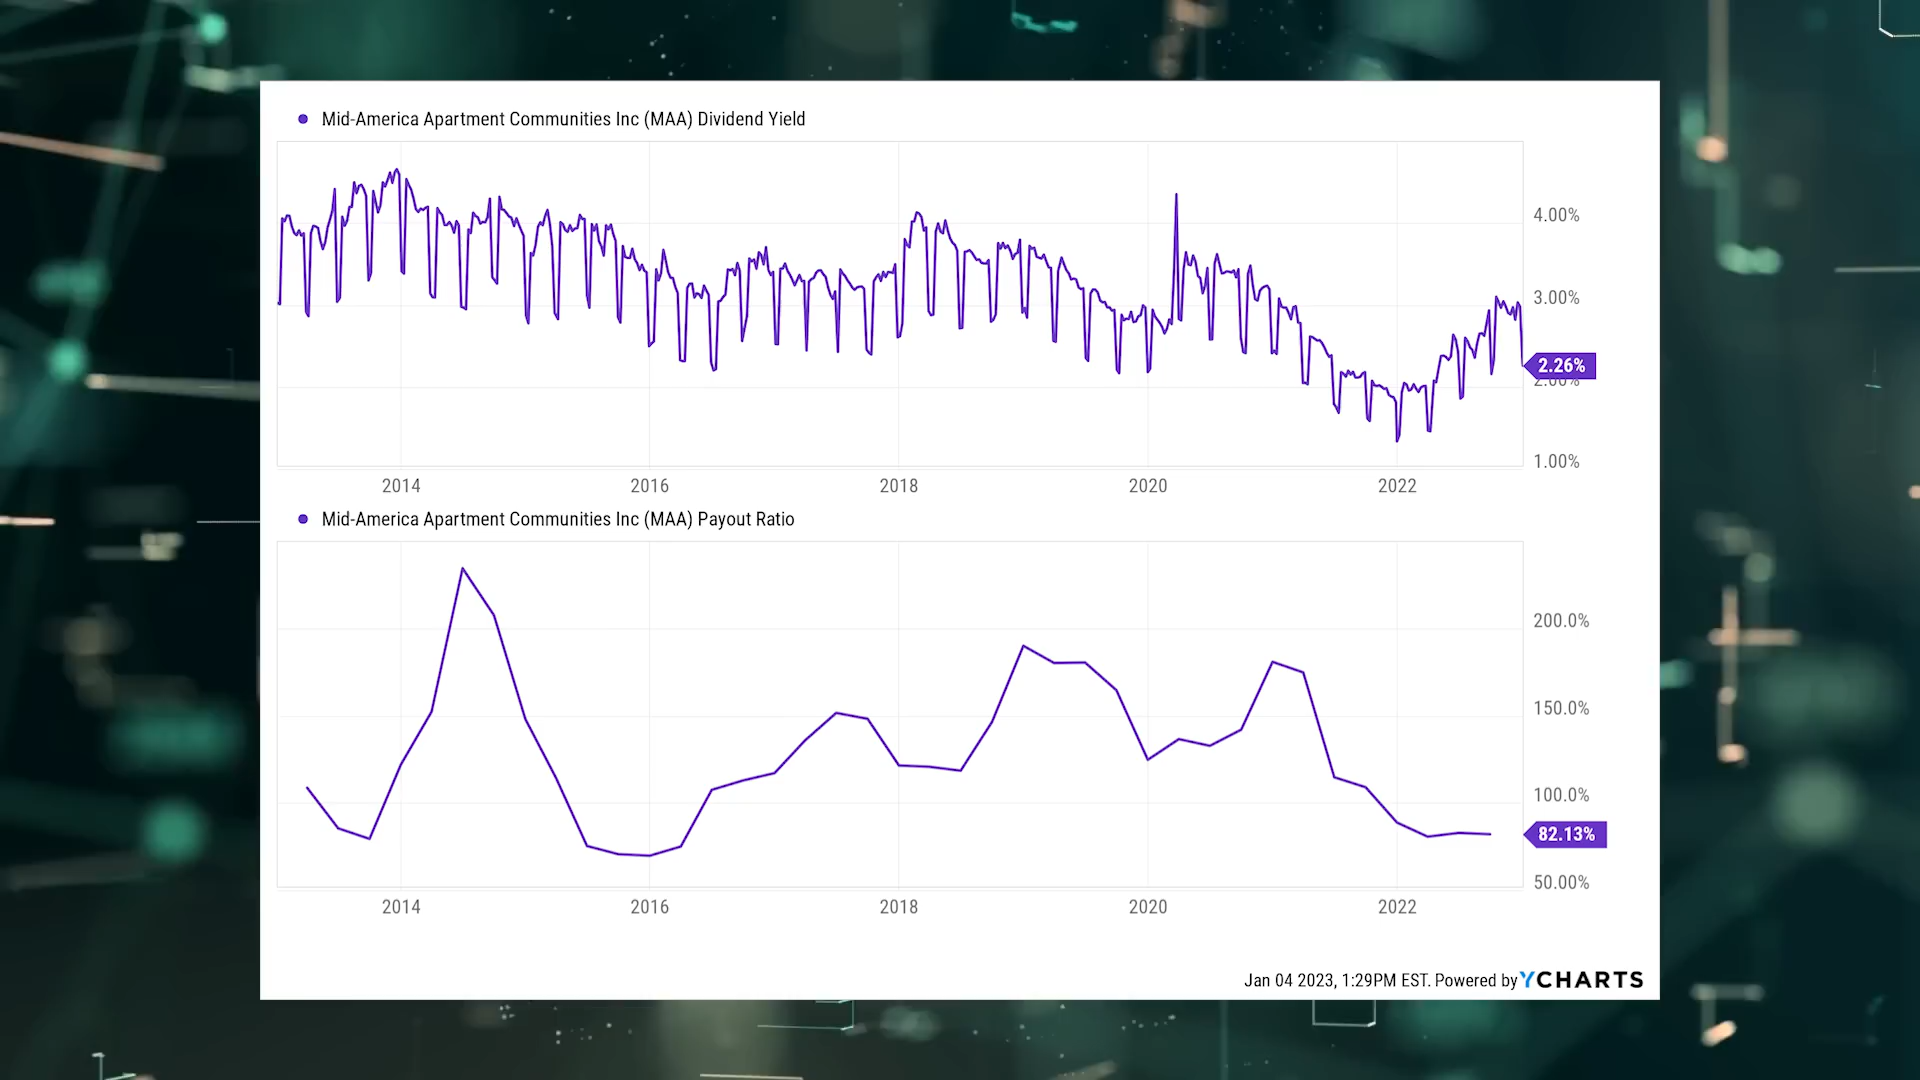 Mid-America Apartment Communities Inc (MAA) Dividend Yield
4.00%
3.00%
2.26%
2.00%
1.00%
2014 2016 2018 2020 2022
Mid-America Apartment Communities Inc (MAA) Payout Ratio
200.0%
150.0%
100.0%
82.13%
50.00%
2014 2016 2018 2020 2022
Jan 04 2023, 1:29PM EST. Powered by YCHARTS